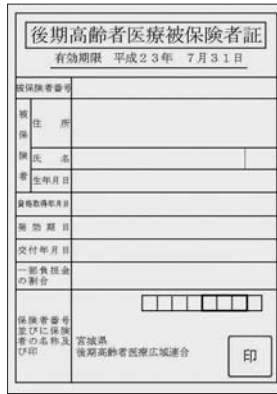 後期高齢者医療被保険者証
有効期限 平成23年 7月31日
被保険者番号
被保険者
住所
氏名
生年月日
資格取得年月日
発効期日
交付年月日
一部負担金
の割合
保険者番号
並びに保険
者の名称及
び印
宮城県
後期高齢者医療広域連合
印